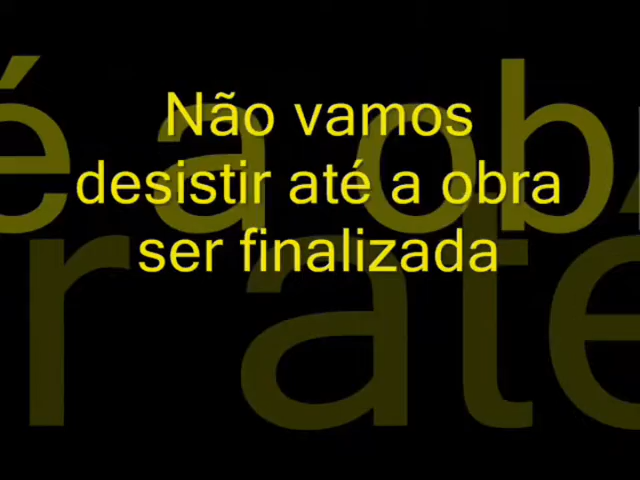 Não vamos
desistir até a obra
ser finalizada